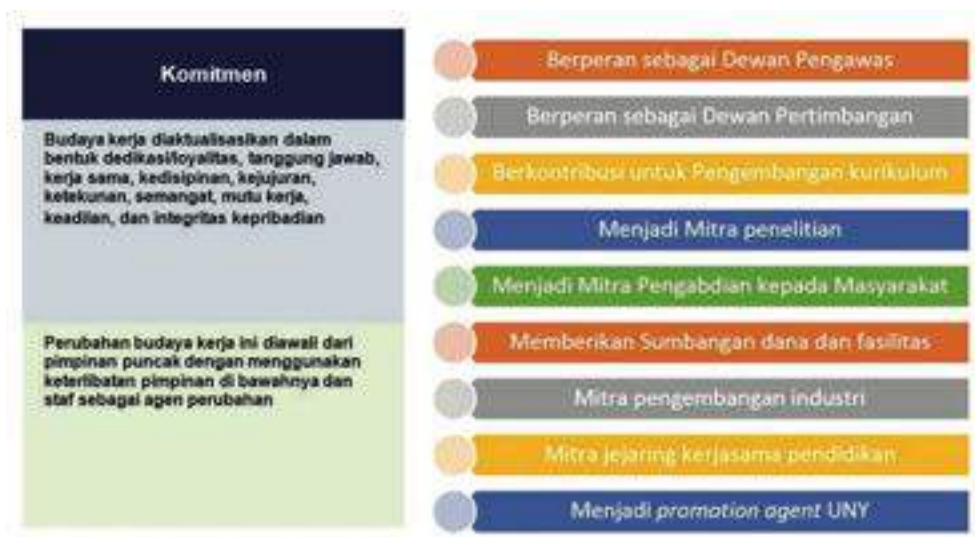 Komitmen
Budaya kerja diaktualisasikan dalam
bentuk dedikasi/loyalitas, tanggung jawab,
kerja sama, kedisipinan, kejujuran,
ketekunan, semangat, mutu kerja,
keadilan, dan integritas kepribadian
Perubahan budaya kerja ini diawali dari
pimpinan puncak dengan menggunakan
keterlibatan pimpinan di bawahnya dan
staf sebagai agen perubahan
Berperan sebagai Dewan Pengawas
Berperan sebagai Dewan Pertimbangan
Berkontribusi untuk Pengembangan kurikulum
Menjadi Mitra penelitian
Menjadi Mitra Pengabdian kepada Masyarakat
Memberikan Sumbangan dana dan fasilitas
Mitra pengembangan industri
Mitra jejaring kerjasama pendidikan
Menjadi promotion agent UNY